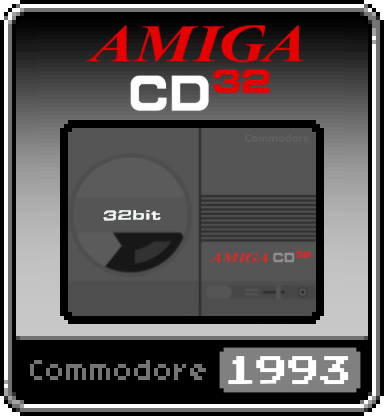 AMIGA
CD32
Commodore
32bit
AMIGA CD32
Commodore 1993